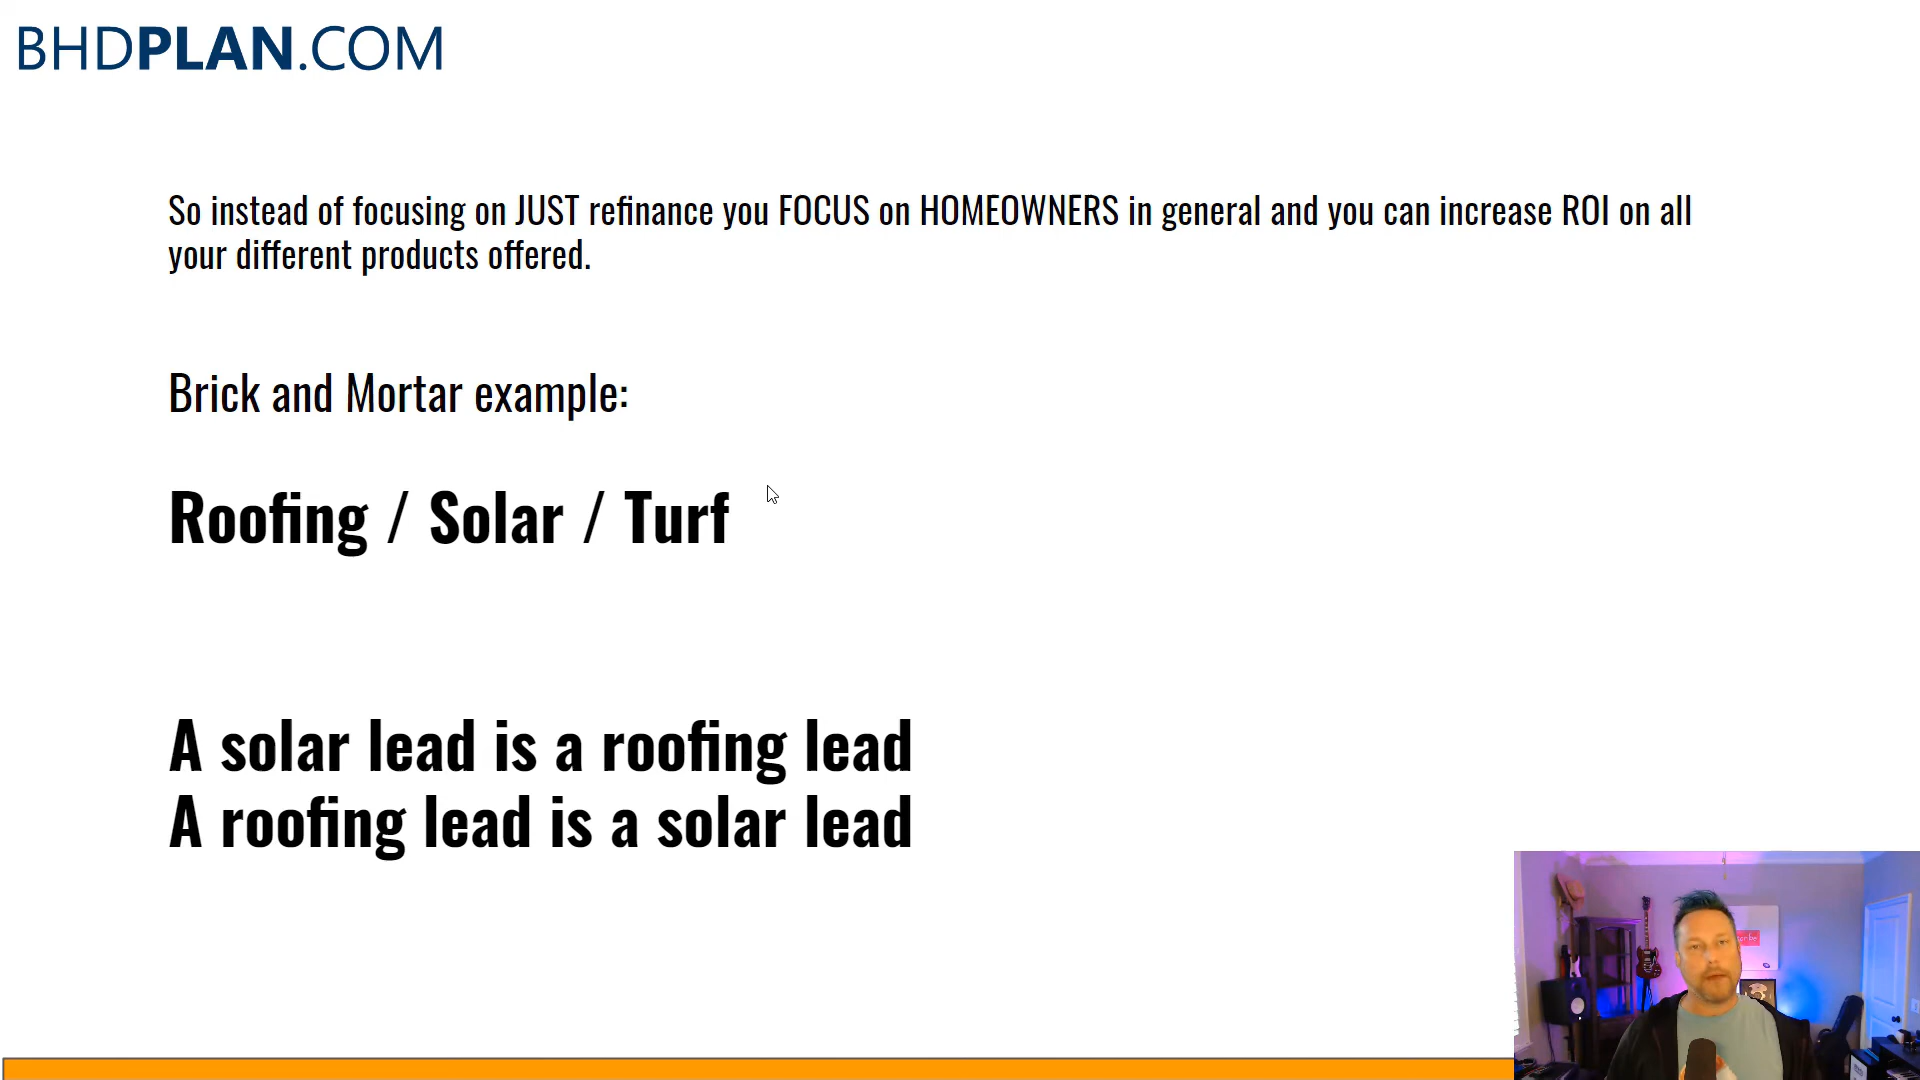 BHDPLAN.COM
So instead of focusing on JUST refinance you FOCUS on HOMEOWNERS in general and you can increase ROI on all
your different products offered.
Brick and Mortar example:
Roofing / Solar / Turf
A solar lead is a roofing lead
A roofing lead is a solar lead